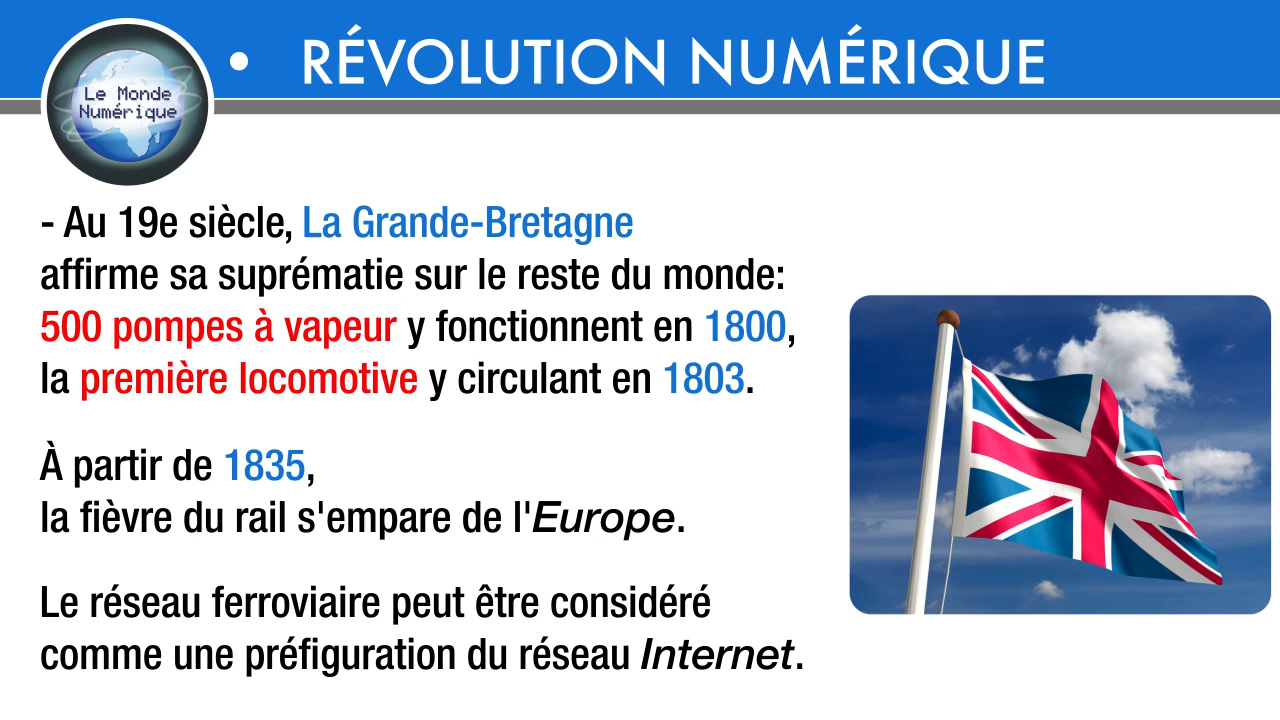 • RÉVOLUTION NUMÉRIQUE
Le Monde
Numérique
- Au 19e siècle, La Grande-Bretagne
affirme sa suprématie sur le reste du monde:
500 pompes à vapeur y fonctionnent en 1800,
la première locomotive y circulant en 1803.
À partir de 1835,
la fièvre du rail s'empare de l'Europe.
Le réseau ferroviaire peut être considéré
comme une préfiguration du réseau Internet.